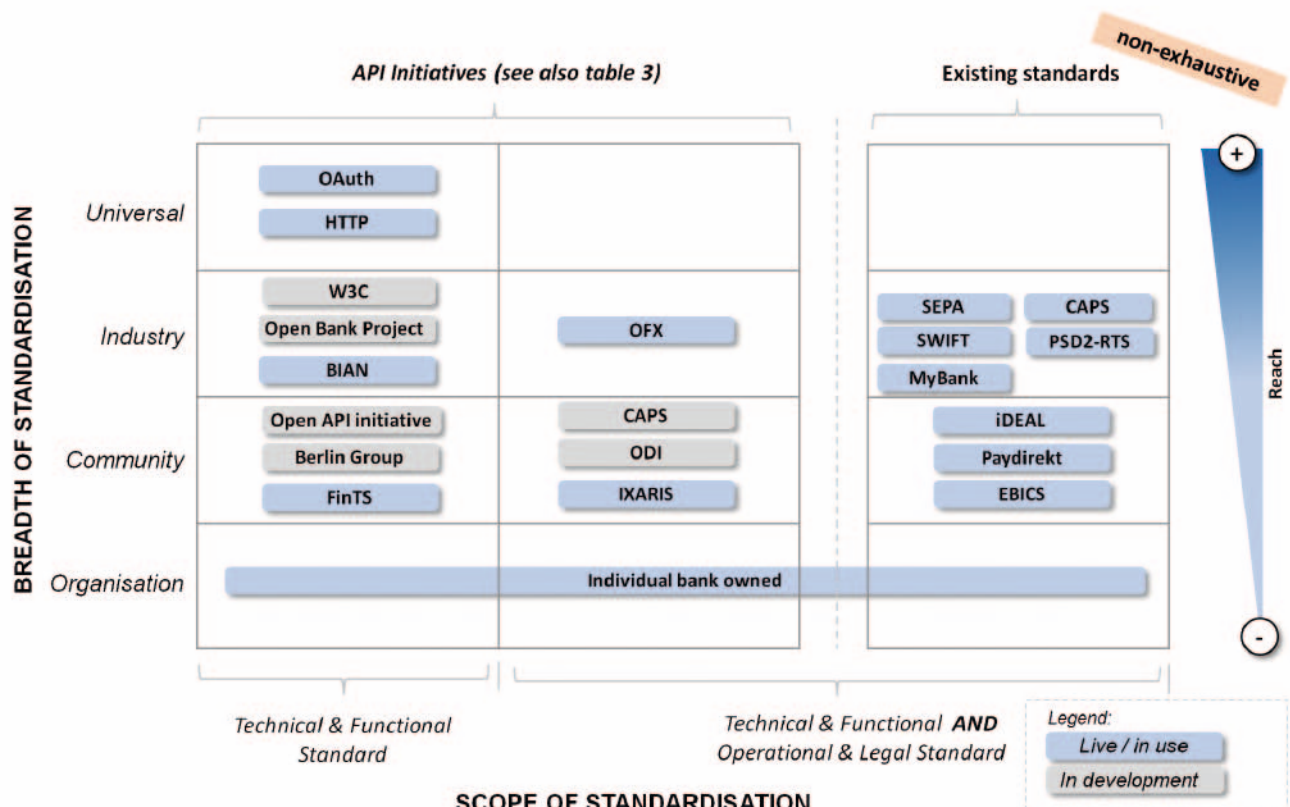 non-exhaustive
API Initiatives (see also table 3)
Existing standards
+
BREADTH OF STANDARDISATION
Universal
OAuth
HTTP
Industry
W3C
Open Bank Project
BIAN
OFX
SEPA
CAPS
SWIFT
PSD2-RTS
MyBank
Reach
Community
Open API initiative
Berlin Group
FinTS
CAPS
ODI
IXARIS
iDEAL
Paydirekt
EBICS
Organisation
Individual bank owned
-
Technical & Functional
Standard
Technical & Functional AND
Operational & Legal Standard
Legend:
Live / in use
In development
SCOPE OF STANDARDISATION